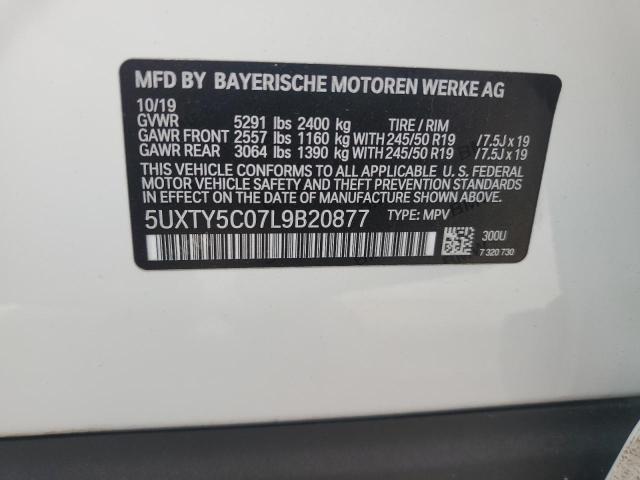 MFD BY BAYERISCHE MOTOREN WERKE AG
10/19
GVWR 5291 lbs 2400 kg TIRE / RIM
GAWR FRONT 2557 lbs 1160 kg WITH 245/50 R19 / 7.5J x 19
GAWR REAR 3064 lbs 1390 kg WITH 245/50 R19 / 7.5J x 19
THIS VEHICLE CONFORMS TO ALL APPLICABLE U. S. FEDERAL
MOTOR VEHICLE SAFETY AND THEFT PREVENTION STANDARDS
IN EFFECT ON THE DATE OF MANUFACTURE SHOWN ABOVE.
5UXTY5C07L9B20877 TYPE: MPV
300U
7 320 730